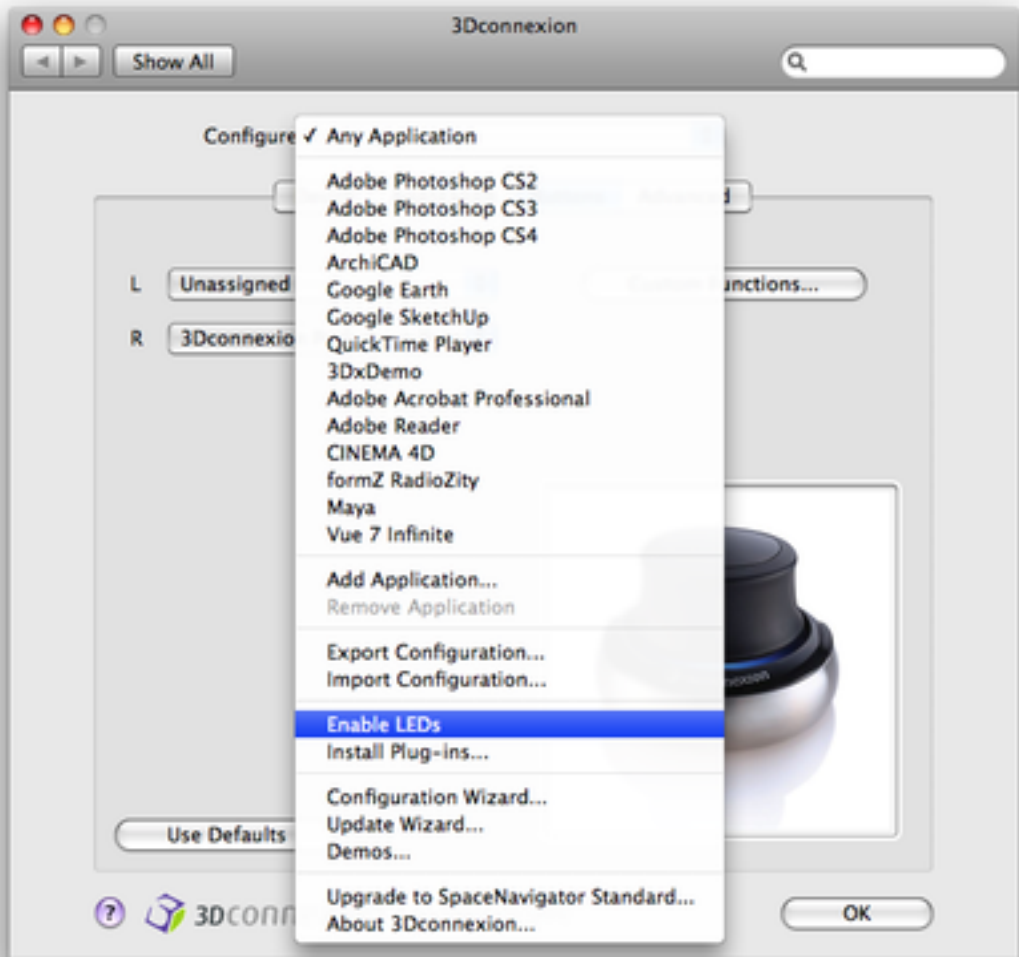 3Dconnexion
Show All
Configure ✓ Any Application
Adobe Photoshop CS2
Adobe Photoshop CS3
Adobe Photoshop CS4
ArchiCAD
L Unassigned
Google Earth
unctions...
Google SketchUp
R 3Dconnexio
QuickTime Player
3DxDemo
Adobe Acrobat Professional
Adobe Reader
CINEMA 4D
formZ RadioZity
Maya
Vue 7 Infinite
Add Application...
Remove Application
Export Configuration...
Import Configuration...
Enable LEDs
Install Plug-ins...
Configuration Wizard...
Update Wizard...
Use Defaults
Demos...
Upgrade to SpaceNavigator Standard...
About 3Dconnexion...
? 3Dconn
OK